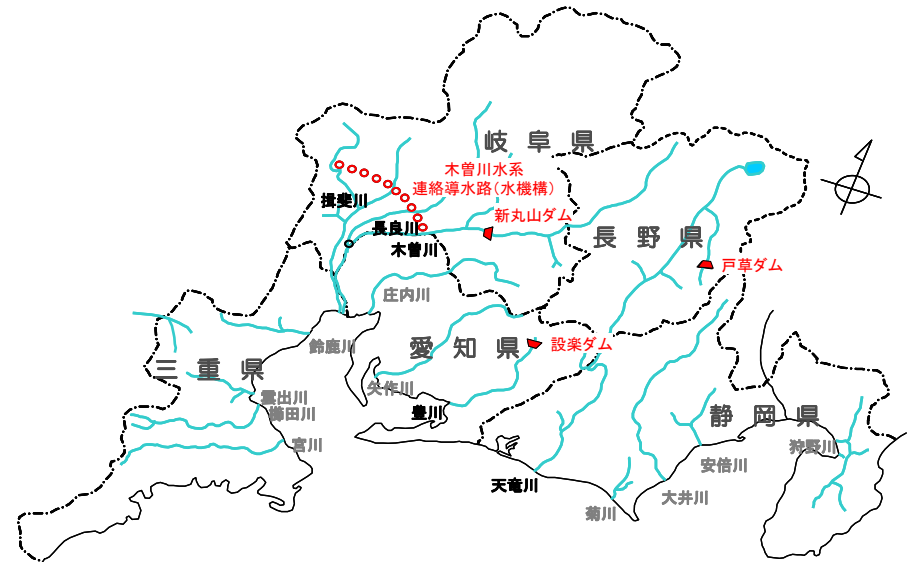 岐阜県
木曽川水系
連絡導水路(水機構)
揖斐川
新丸山ダム
長良川
長野県
木曽川
戸草ダム
庄内川
設楽ダム
鈴鹿川
愛知県
三重県
矢作川
雲出川
櫛田川
豊川
静岡県
宮川
狩野川
安倍川
天竜川
大井川
菊川